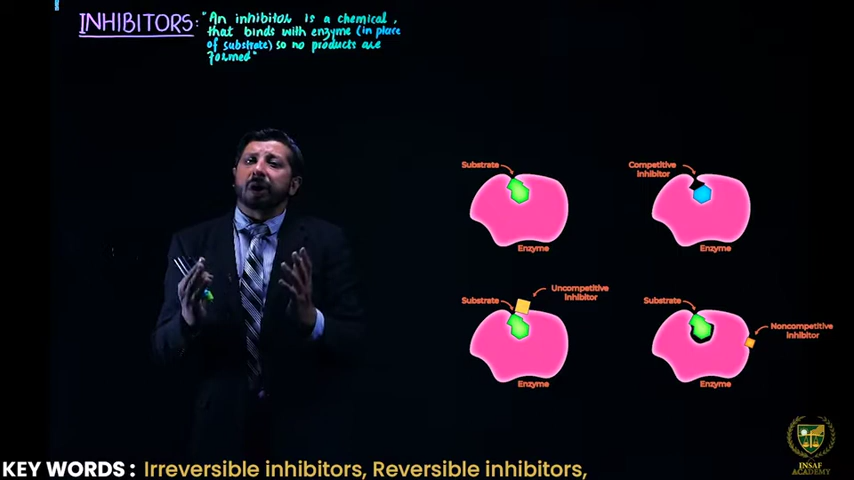 INHIBITORS: "An inhibitor is a chemical,
that binds with enzyme (in place
of substrate) so no products are
formed"
Substrate
Enzyme
Competitive
inhibitor
Enzyme
Substrate
Uncompetitive
inhibitor
Enzyme
Substrate
Noncompetitive
inhibitor
Enzyme
INSAF
ACADEMY
KEY WORDS : Irreversible inhibitors, Reversible inhibitors,